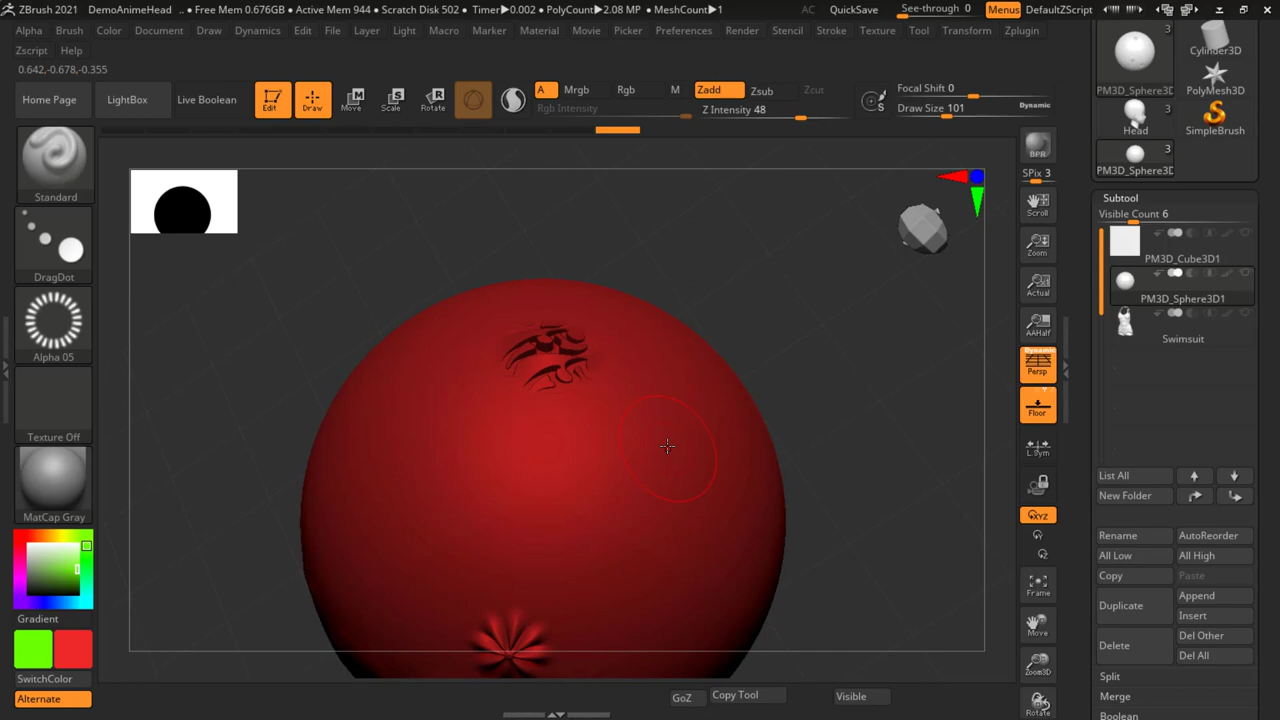 ZBrush 2021 DemoAnimeHead .. • Free Mem 0.676GB • Active Mem 944 • Scratch Disk 502 • Timer▶0.002 • PolyCount▶2.08 MP • MeshCount▶1 AC QuickSave See-through 0 Menus DefaultZScript
Alpha Brush Color Document Draw Dynamics Edit File Layer Light Macro Marker Material Movie Picker Preferences Render Stencil Stroke Texture Tool Transform Zplugin
Zscript Help
0.642,-0.678,-0.355
Home Page LightBox Live Boolean Edit Draw Move Scale Rotate A Mrgb Rgb M Zadd Zsub Zcut Focal Shift 0
Rgb Intensity Z Intensity 48 Draw Size 101 Dynamic
Standard
DragDot
Alpha 05
Texture Off
MatCap Gray
Gradient
SwitchColor
Alternate
BPR
SPix 3
Scroll
Zoom
Actual
AAHalf
Dynamic
Persp
Floor
L.Sym
XYZ
Frame
Move
Zoom3D
Rotate
3 Cylinder3D
PM3D_Sphere3D PolyMesh3D
Head SimpleBrush
3
PM3D_Sphere3D
Subtool
Visible Count 6
PM3D_Cube3D1
PM3D_Sphere3D1
Swimsuit
List All
New Folder
Rename AutoReorder
All Low All High
Copy Paste
Duplicate Append
Insert
Delete Del Other
Del All
Split
Merge
Boolean
GoZ Copy Tool Visible